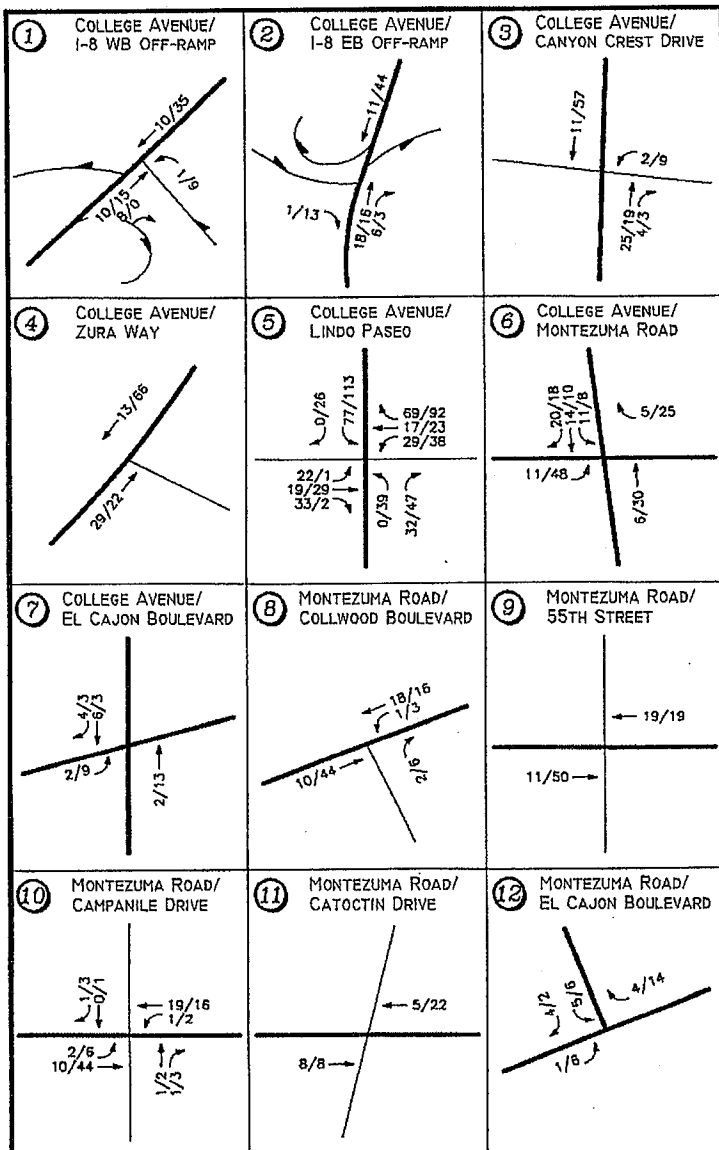 1
COLLEGE AVENUE/
I-8 WB OFF-RAMP
10/35
10/15
8/0
1/9
2
COLLEGE AVENUE/
I-8 EB OFF-RAMP
11/44
1/13
18/16
6/3
3
COLLEGE AVENUE/
CANYON CREST DRIVE
11/57
2/9
25/19
4/3
4
COLLEGE AVENUE/
ZURA WAY
13/66
29/22
5
COLLEGE AVENUE/
LINDO PASEO
0/26
77/113
69/92
17/23
29/38
22/1
19/29
33/2
0/39
32/47
6
COLLEGE AVENUE/
MONTEZUMA ROAD
20/18
14/10
11/8
5/25
11/48
6/30
7
COLLEGE AVENUE/
EL CAJON BOULEVARD
4/3
6/3
2/9
2/13
8
MONTEZUMA ROAD/
COLLWOOD BOULEVARD
18/16
1/3
10/44
2/6
9
MONTEZUMA ROAD/
55TH STREET
19/19
11/50
10
MONTEZUMA ROAD/
CAMPANILE DRIVE
1/3
0/1
19/16
1/2
2/6
10/44
1/2
1/3
11
MONTEZUMA ROAD/
CATOCTIN DRIVE
5/22
8/8
12
MONTEZUMA ROAD/
EL CAJON BOULEVARD
4/2
5/6
4/14